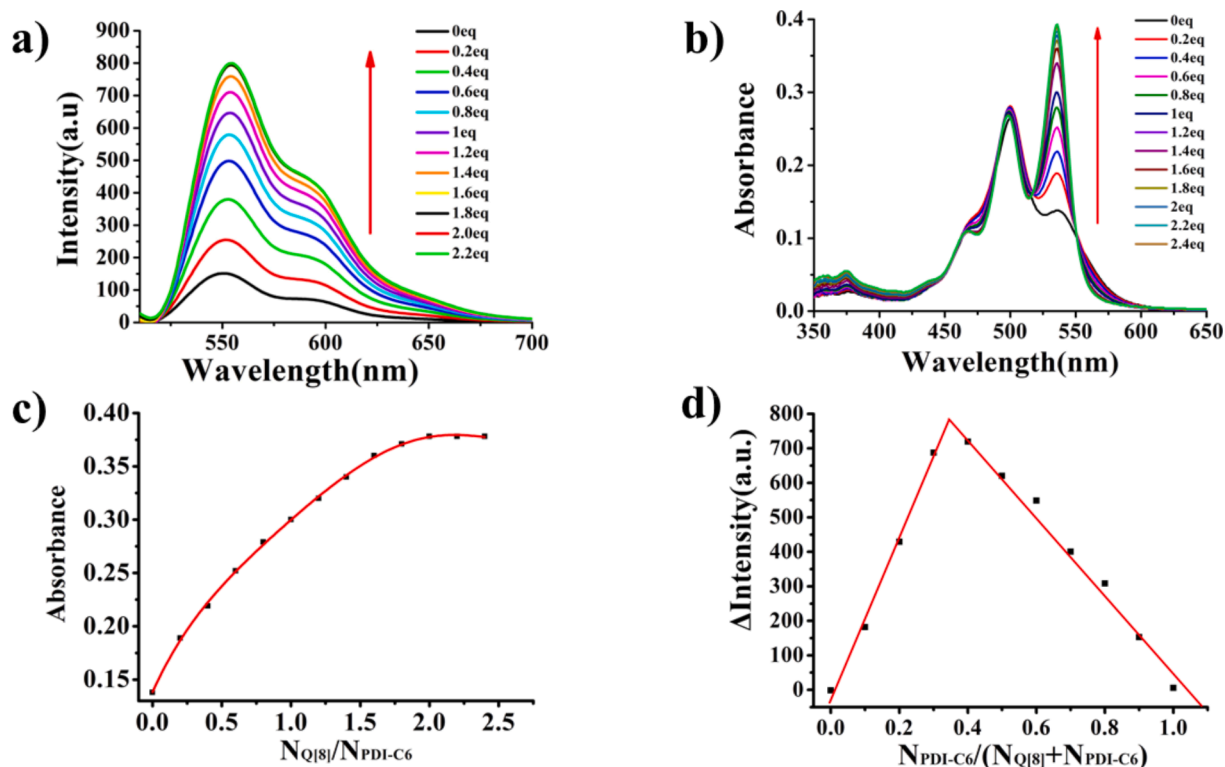 a)
Intensity(a.u)
900
800
700
600
500
400
300
200
100
0
550
600
650
700
Wavelength(nm)
0eq
0.2eq
0.4eq
0.6eq
0.8eq
1eq
1.2eq
1.4eq
1.6eq
1.8eq
2.0eq
2.2eq
b)
Absorbance
0.4
0.3
0.2
0.1
0.0
350
400
450
500
550
600
650
Wavelength(nm)
0eq
0.2eq
0.4eq
0.6eq
0.8eq
1eq
1.2eq
1.4eq
1.6eq
1.8eq
2eq
2.2eq
2.4eq
c)
Absorbance
0.40
0.35
0.30
0.25
0.20
0.15
0.0
0.5
1.0
1.5
2.0
2.5
NQ[8]/NPDI-C6
d)
ΔIntensity(a.u.)
800
700
600
500
400
300
200
100
0
0.0
0.2
0.4
0.6
0.8
1.0
NPDI-C6/(NQ[8]+NPDI-C6)